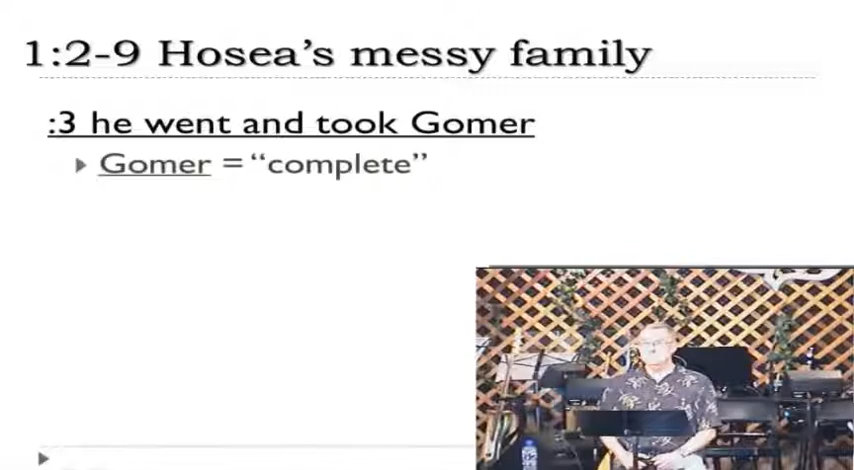 1:2-9 Hosea's messy family
:3 he went and took Gomer
Gomer = “complete”